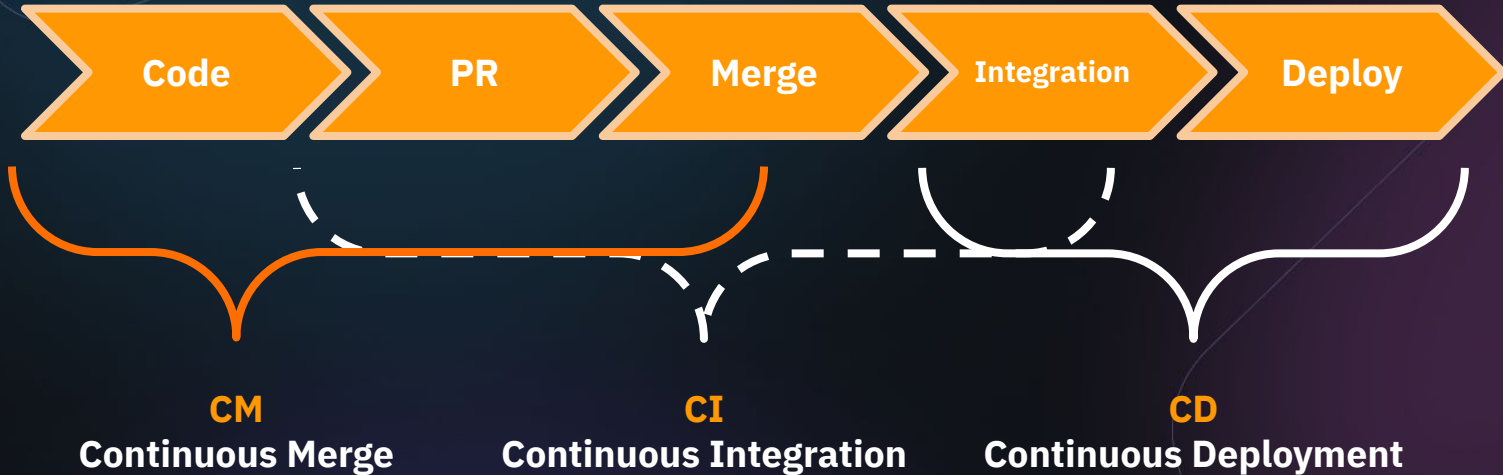 Code
PR
Merge
Integration
Deploy
CM
Continuous Merge
CI
Continuous Integration
CD
Continuous Deployment